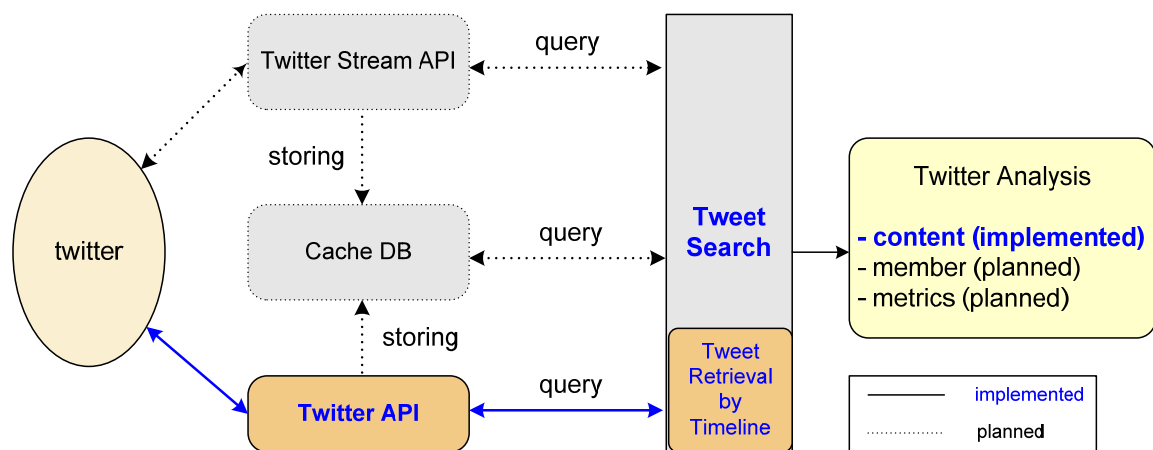 query
Twitter Stream API
storing
twitter
Cache DB
query
storing
Twitter API
query
Tweet
Search
Tweet
Retrieval
by
Timeline
Twitter Analysis
- content (implemented)
- member (planned)
- metrics (planned)
implemented
planned